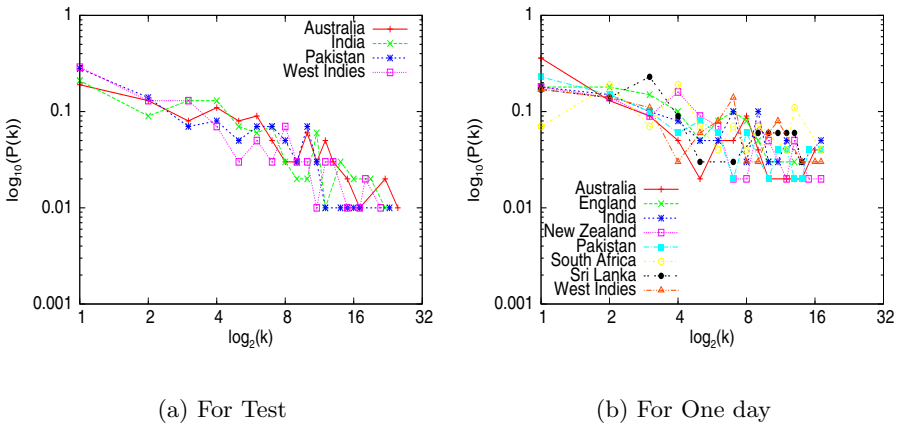 log10(P(k))
1
0.1
0.01
0.001
1 2 4 8 16 32
log2(k)
Australia
India
Pakistan
West Indies
(a) For Test
log10(P(k))
1
0.1
0.01
0.001
1 2 4 8 16 32
log2(k)
Australia
England
India
New Zealand
Pakistan
South Africa
Sri Lanka
West Indies
(b) For One day